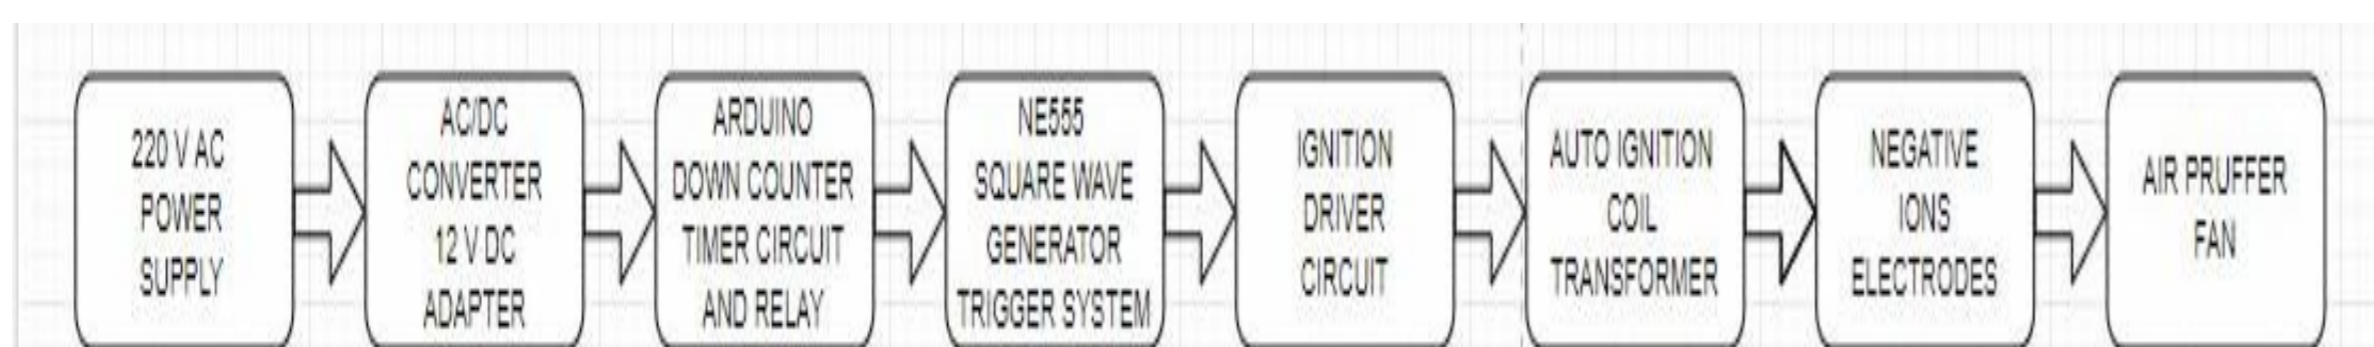 220 V AC
POWER
SUPPLY
AC/DC
CONVERTER
12 V DC
ADAPTER
ARDUINO
DOWN COUNTER
TIMER CIRCUIT
AND RELAY
NE555
SQUARE WAVE
GENERATOR
TRIGGER SYSTEM
IGNITION
DRIVER
CIRCUIT
AUTO IGNITION
COIL
TRANSFORMER
NEGATIVE
IONS
ELECTRODES
AIR PRUFFER
FAN